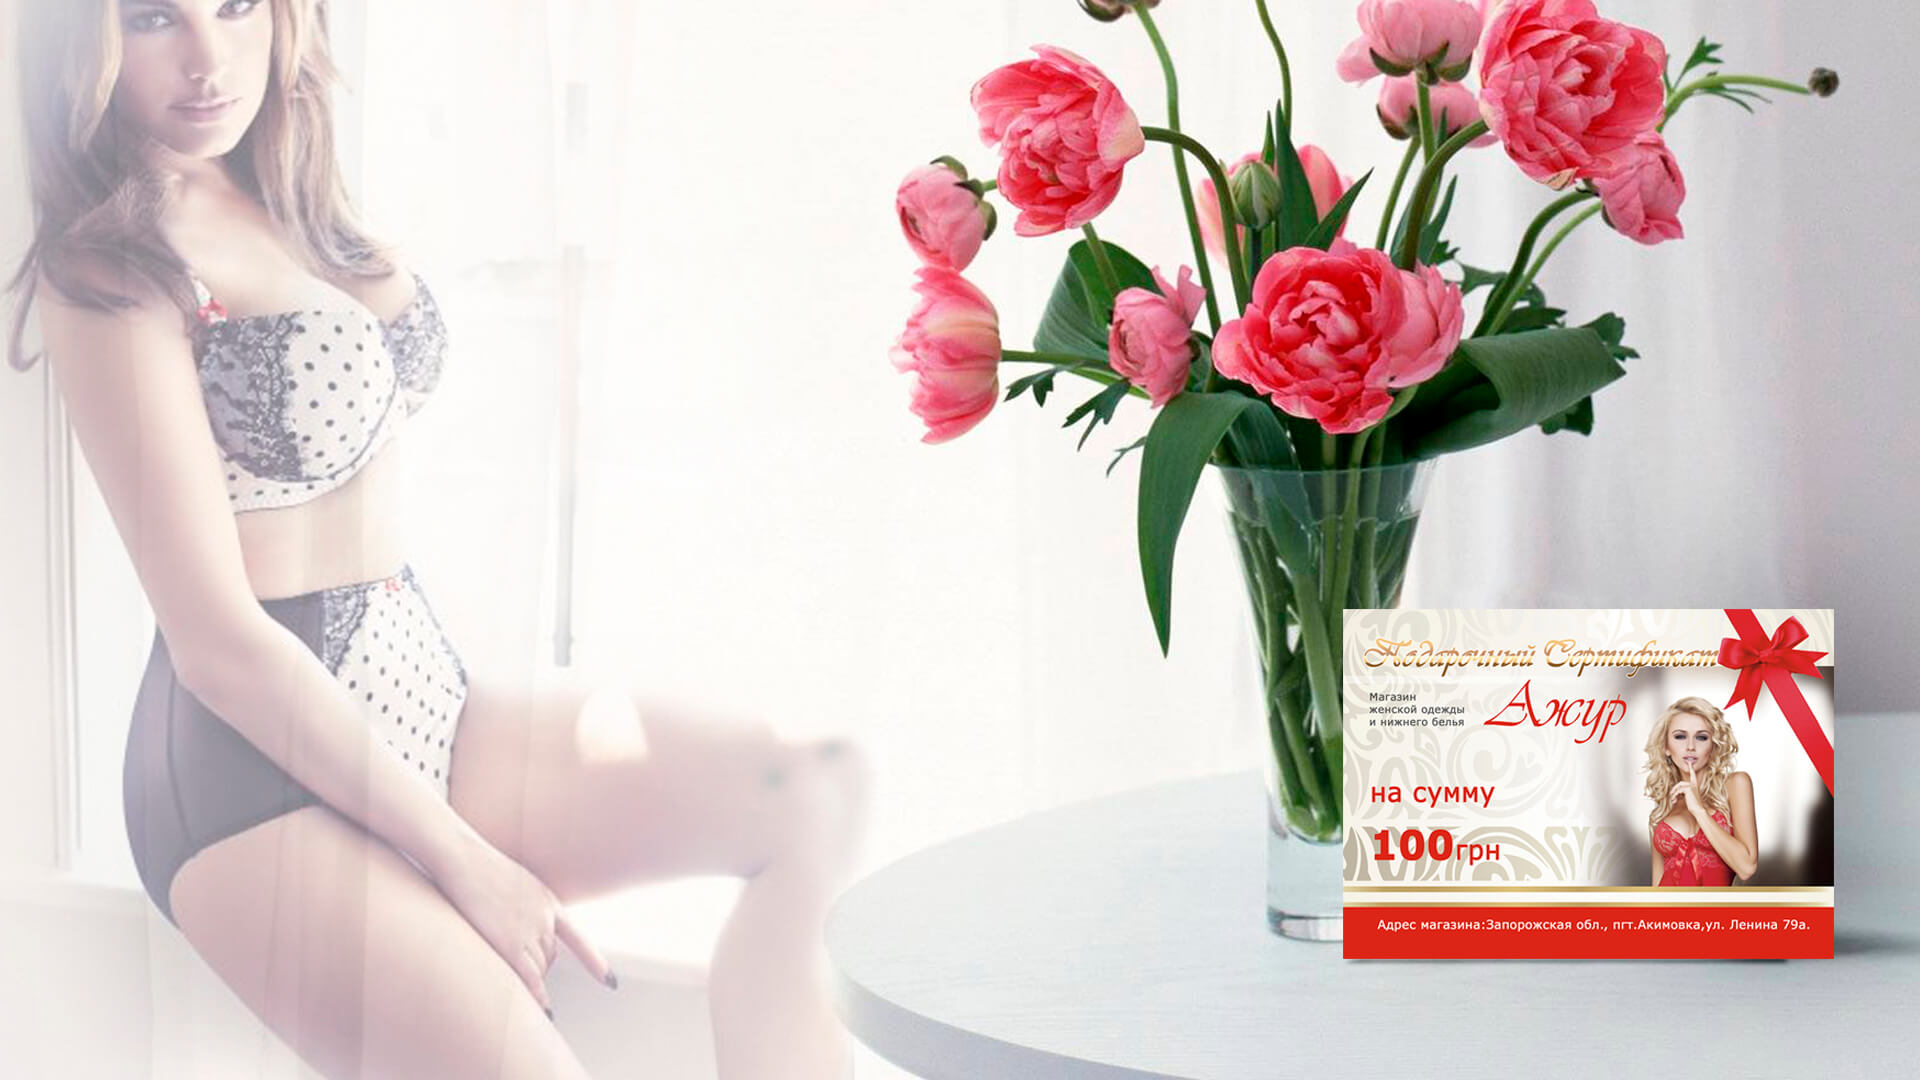 Подарочный Сертификат
Магазин
женской одежды
и нижнего белья
Ажур
на сумму
100грн
Адрес магазина:Запорожская обл., пгт.Акимовка,ул. Ленина 79а.